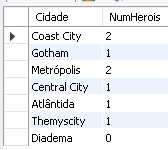 Cidade NumHerois
Coast City 2
Gotham 1
Metrópolis 2
Central City 1
Atlântida 1
Themyscity 1
Diadema 0